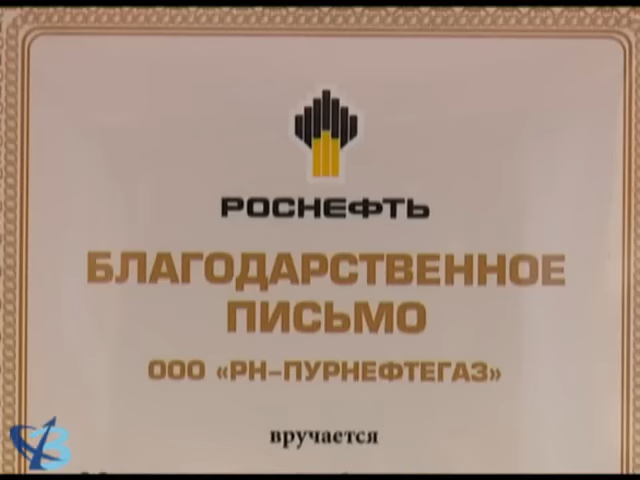 РОСНЕФТЬ
БЛАГОДАРСТВЕННОЕ
ПИСЬМО
ООО «РН-ПУРНЕФТЕГАЗ»
вручается